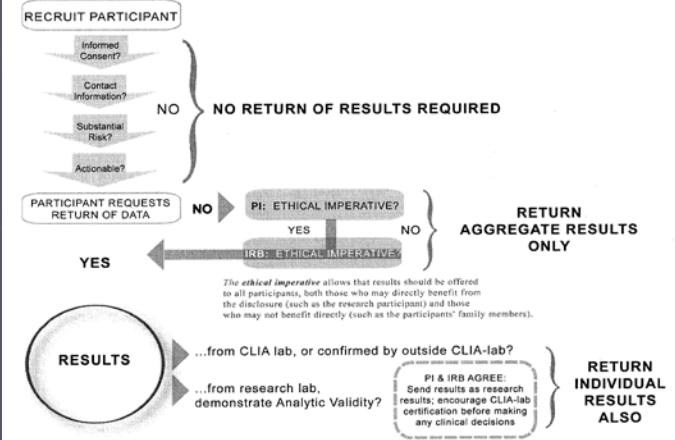 RECRUIT PARTICIPANT
Informed
Consent?
Contact
Information?
Substantial
Risk?
Actionable?
NO
NO RETURN OF RESULTS REQUIRED
PARTICIPANT REQUESTS
RETURN OF DATA
NO
PI: ETHICAL IMPERATIVE?
YES
NO
IRB: ETHICAL IMPERATIVE?
RETURN
AGGREGATE RESULTS
ONLY
YES
The ethical imperative allows that results should be offered
to all participants, both those who may directly benefit from
the disclosure (such as the research participant) and those
who may not benefit directly (such as the participants' family members).
RESULTS
...from CLIA lab, or confirmed by outside CLIA-lab?
...from research lab,
demonstrate Analytic Validity?
PI & IRB AGREE:
Send results as research
results; encourage CLIA-lab
certification before making
any clinical decisions
RETURN
INDIVIDUAL
RESULTS
ALSO